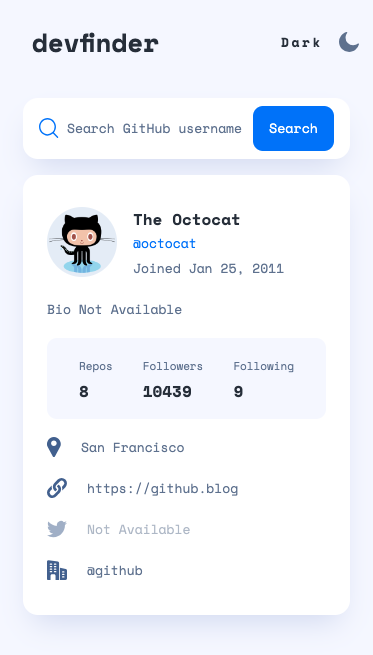 devfinder
Dark
Search GitHub username
Search
The Octocat
@octocat
Joined Jan 25, 2011
Bio Not Available
Repos Followers Following
8 10439 9
San Francisco
https://github.blog
Not Available
@github